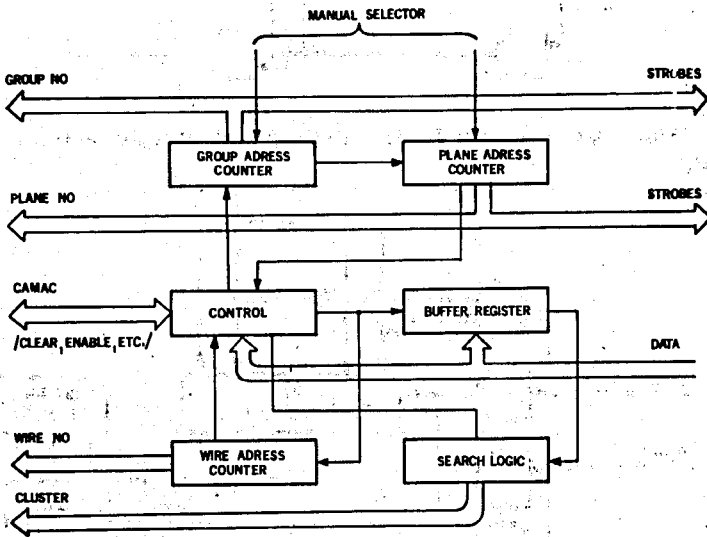 MANUAL SELECTOR
GROUP NO
STROBES
GROUP ADRESS
COUNTER
PLANE ADRESS
COUNTER
PLANE NO
STROBES
CAMAC
CONTROL
BUFFER REGISTER
/CLEAR, ENABLE, ETC./
DATA
WIRE NO
WIRE ADRESS
COUNTER
SEARCH LOGIC
CLUSTER